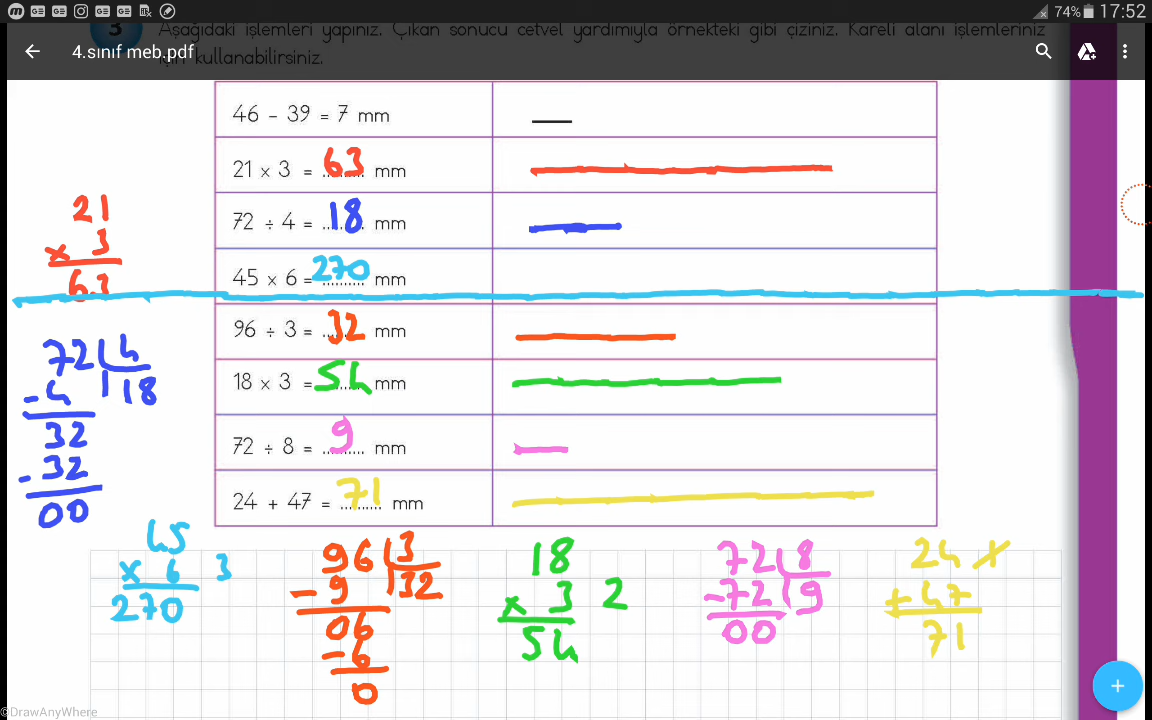 74% 17:52
3 Aşağıdaki işlemleri yapınız. Çıkan sonucu cetvel yardımıyla örnekteki gibi çiziniz. Kareli alanı işlemleriniz
için kullanabilirsiniz.
4.sınıf meb.pdf
46 - 39 = 7 mm
21 x 3 = 63 mm
72 ÷ 4 = 18 mm
45 x 6 = 270 mm
96 ÷ 3 = 32 mm
18 x 3 = 54 mm
72 ÷ 8 = 9 mm
24 + 47 = 71 mm
21
x 3
63
72 4
- 4 18
32
- 32
00
45
x 6 3
270
96 3
- 9 32
06
- 6
0
18
x 3 2
54
72 8
- 72 9
00
24 1
+ 47
71
©DrawAnyWhere